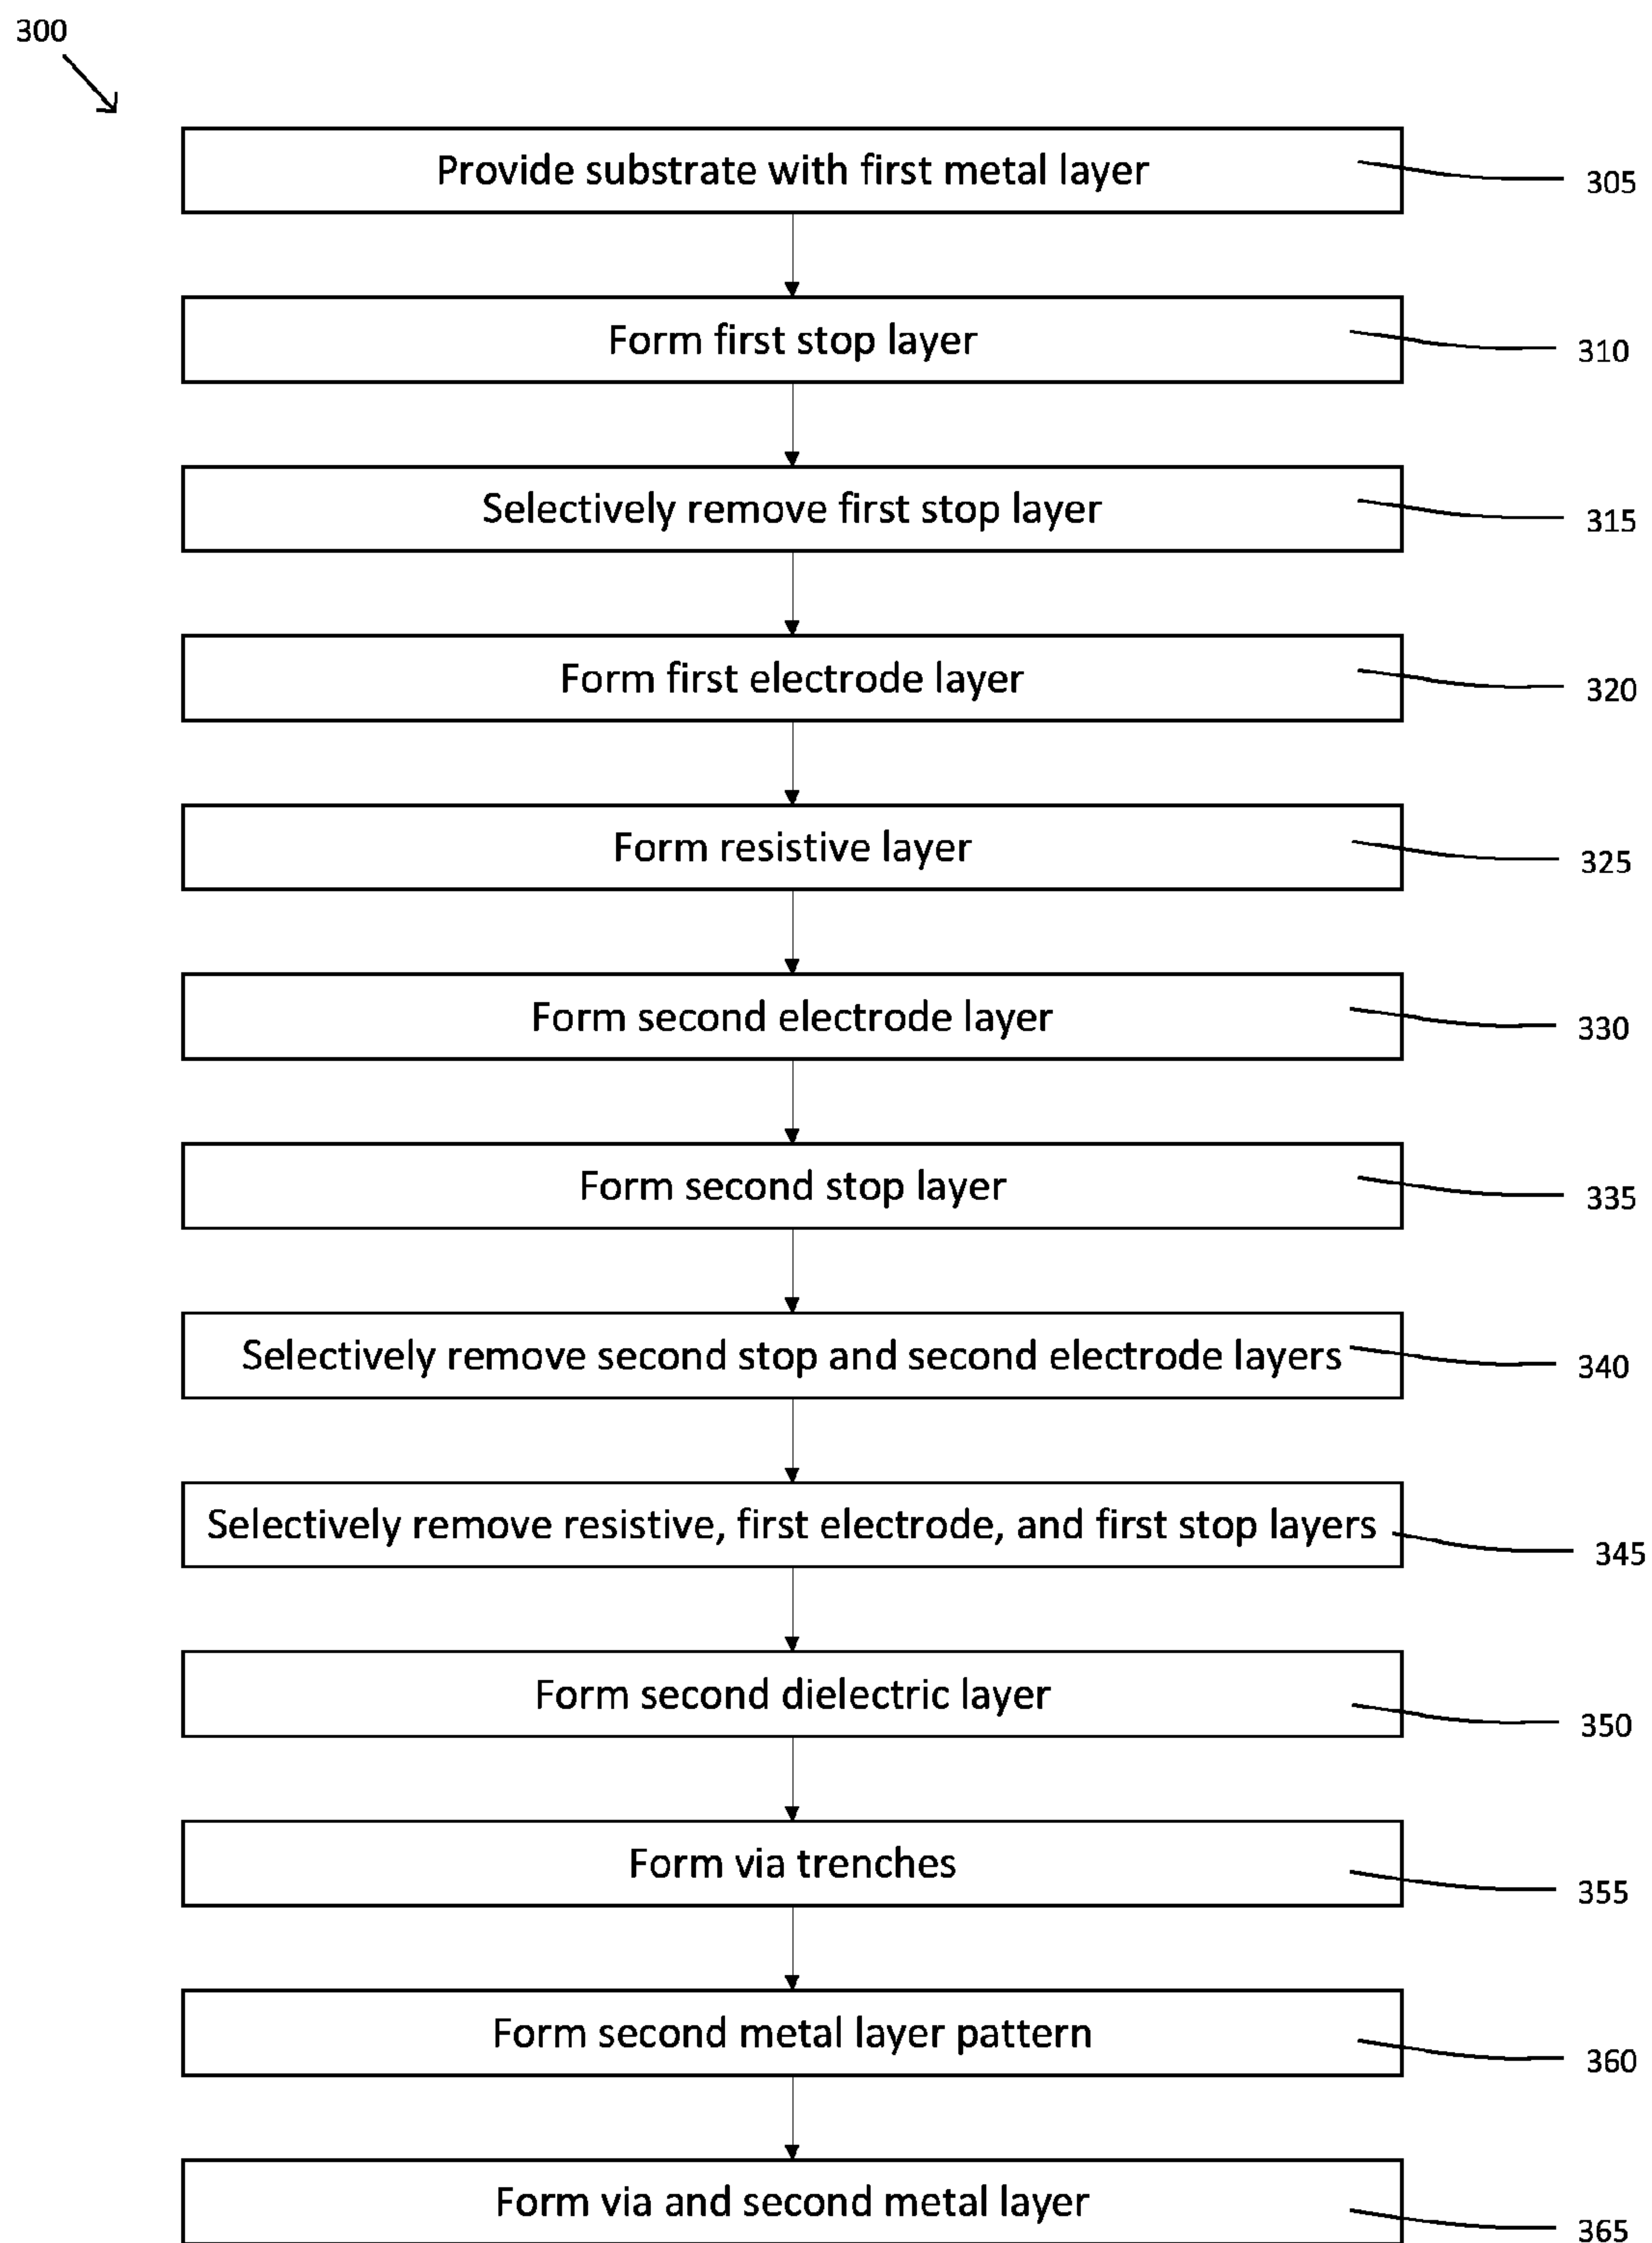 300
Provide substrate with first metal layer
305
Form first stop layer
310
Selectively remove first stop layer
315
Form first electrode layer
320
Form resistive layer
325
Form second electrode layer
330
Form second stop layer
335
Selectively remove second stop and second electrode layers
340
Selectively remove resistive, first electrode, and first stop layers
345
Form second dielectric layer
350
Form via trenches
355
Form second metal layer pattern
360
Form via and second metal layer
365